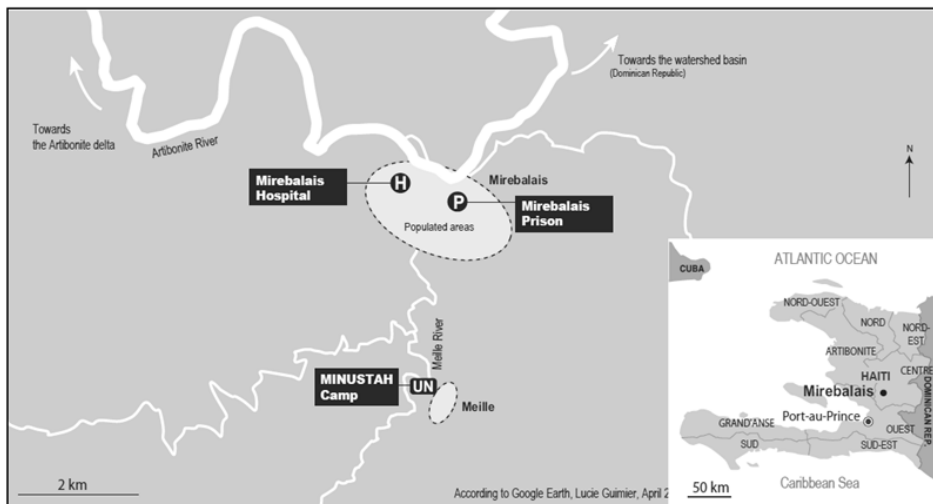 Towards the watershed basin
(Dominican Republic)
Towards
the Artibonite delta
Artibonite River
N
Mirebalais
Hospital
H
Mirebalais
P
Mirebalais
Prison
Populated areas
Meille River
MINUSTAH
Camp
UN
Meille
2 km
According to Google Earth, Lucie Guimier, April 2
CUBA
ATLANTIC OCEAN
NORD-OUEST
NORD
NORD-
EST
ARTIBONITE
HAITI
CENTRE
Mirebalais
DOMINICAN REP.
Port-au-Prince
GRAND'ANSE
OUEST
SUD
SUD-EST
50 km
Caribbean Sea